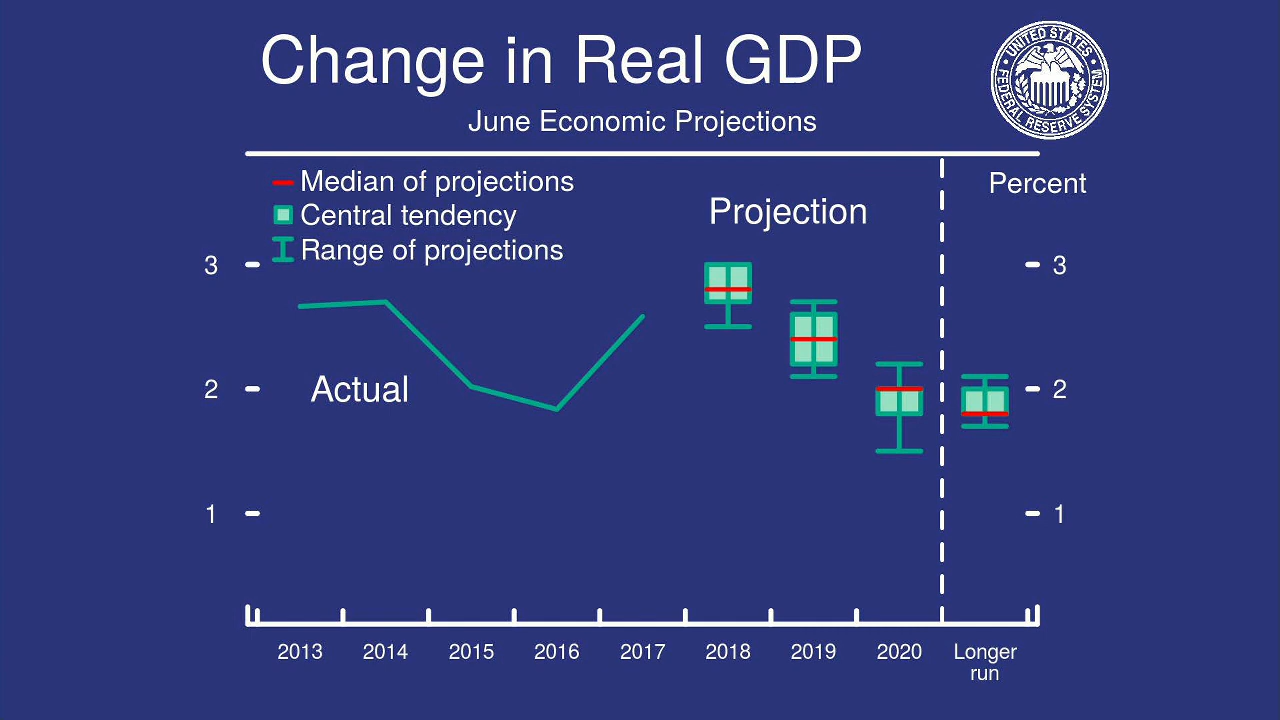 Change in Real GDP
June Economic Projections
UNITED STATES
FEDERAL RESERVE SYSTEM
Median of projections
Central tendency
Range of projections
Projection
Percent
3
3
Actual
2
2
1
1
2013 2014 2015 2016 2017 2018 2019 2020 Longer
run